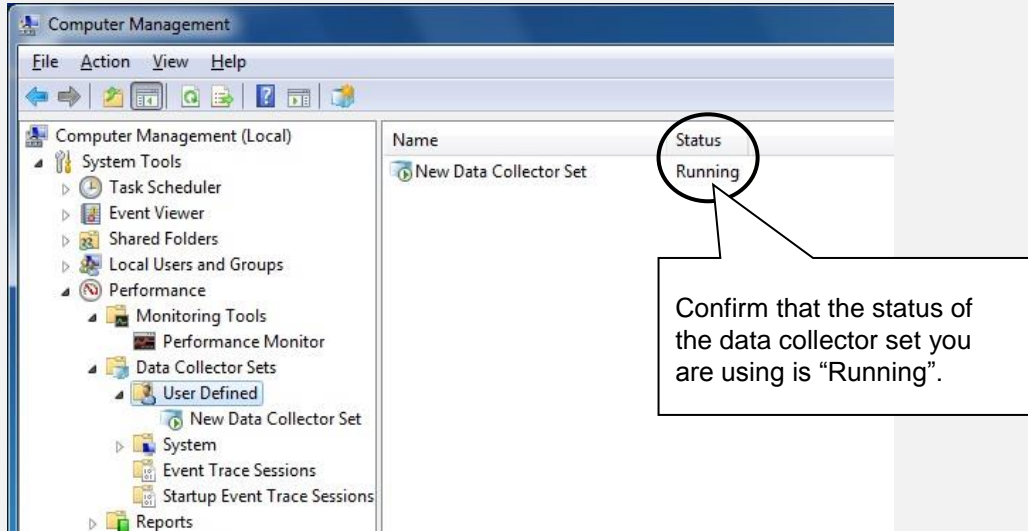 Computer Management
File Action View Help
Computer Management (Local)
System Tools
Task Scheduler
Event Viewer
Shared Folders
Local Users and Groups
Performance
Monitoring Tools
Performance Monitor
Data Collector Sets
User Defined
New Data Collector Set
System
Event Trace Sessions
Startup Event Trace Sessions
Reports
Name Status
New Data Collector Set Running
Confirm that the status of
the data collector set you
are using is “Running”.